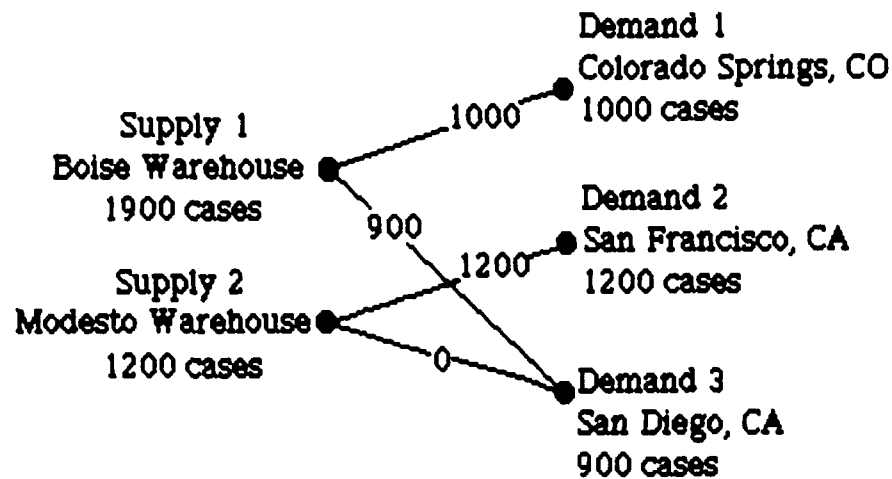 Supply 1
Boise Warehouse
1900 cases
Supply 2
Modesto Warehouse
1200 cases
1000
900
1200
0
Demand 1
Colorado Springs, CO
1000 cases
Demand 2
San Francisco, CA
1200 cases
Demand 3
San Diego, CA
900 cases